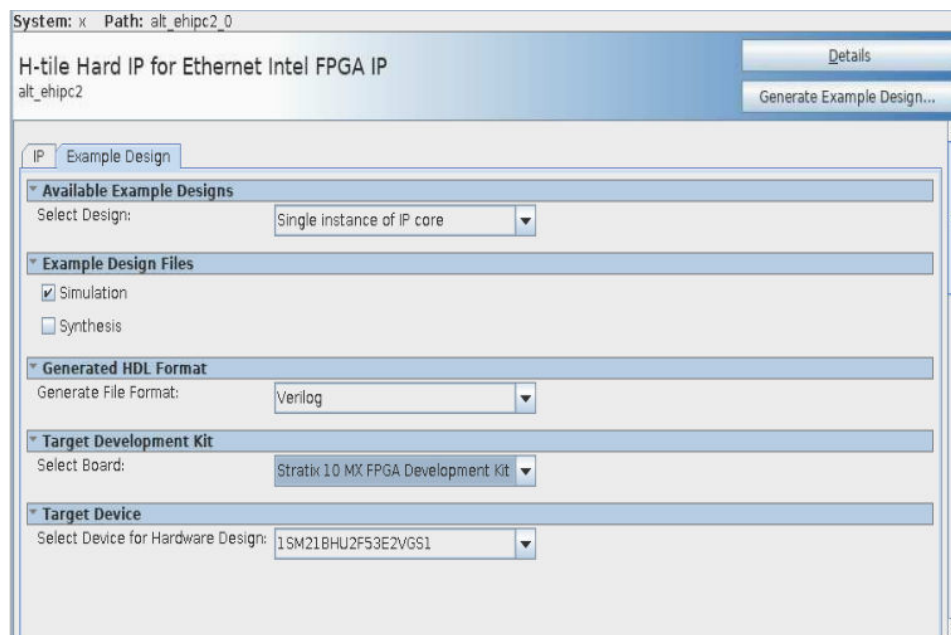 System: x Path: alt_ehipc2_0
H-tile Hard IP for Ethernet Intel FPGA IP
alt_ehipc2
Details
Generate Example Design...
IP Example Design
Available Example Designs
Select Design: Single instance of IP core
Example Design Files
Simulation
Synthesis
Generated HDL Format
Generate File Format: Verilog
Target Development Kit
Select Board: Stratix 10 MX FPGA Development Kit
Target Device
Select Device for Hardware Design: 1SM21BHU2F53E2VGS1